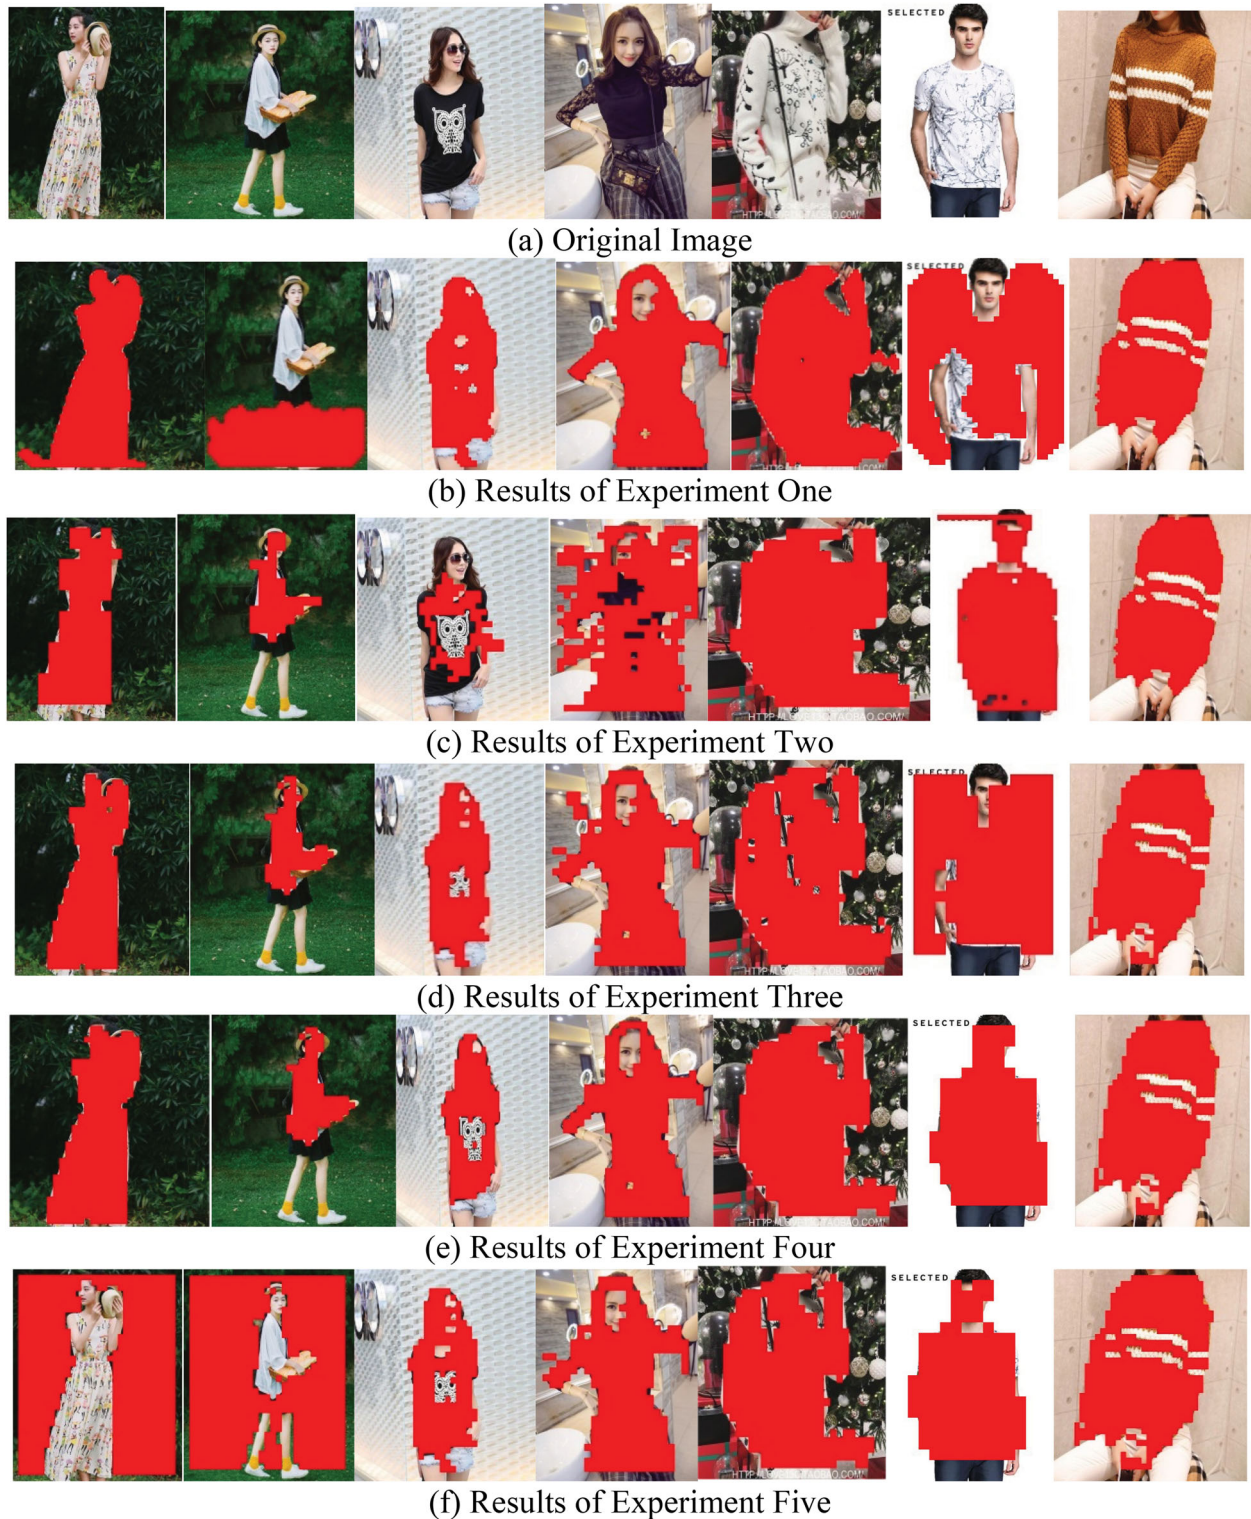 SELECTED
(a) Original Image
SELECTED
(b) Results of Experiment One
(c) Results of Experiment Two
SELECTED
(d) Results of Experiment Three
SELECTED
(e) Results of Experiment Four
SELECTED
(f) Results of Experiment Five